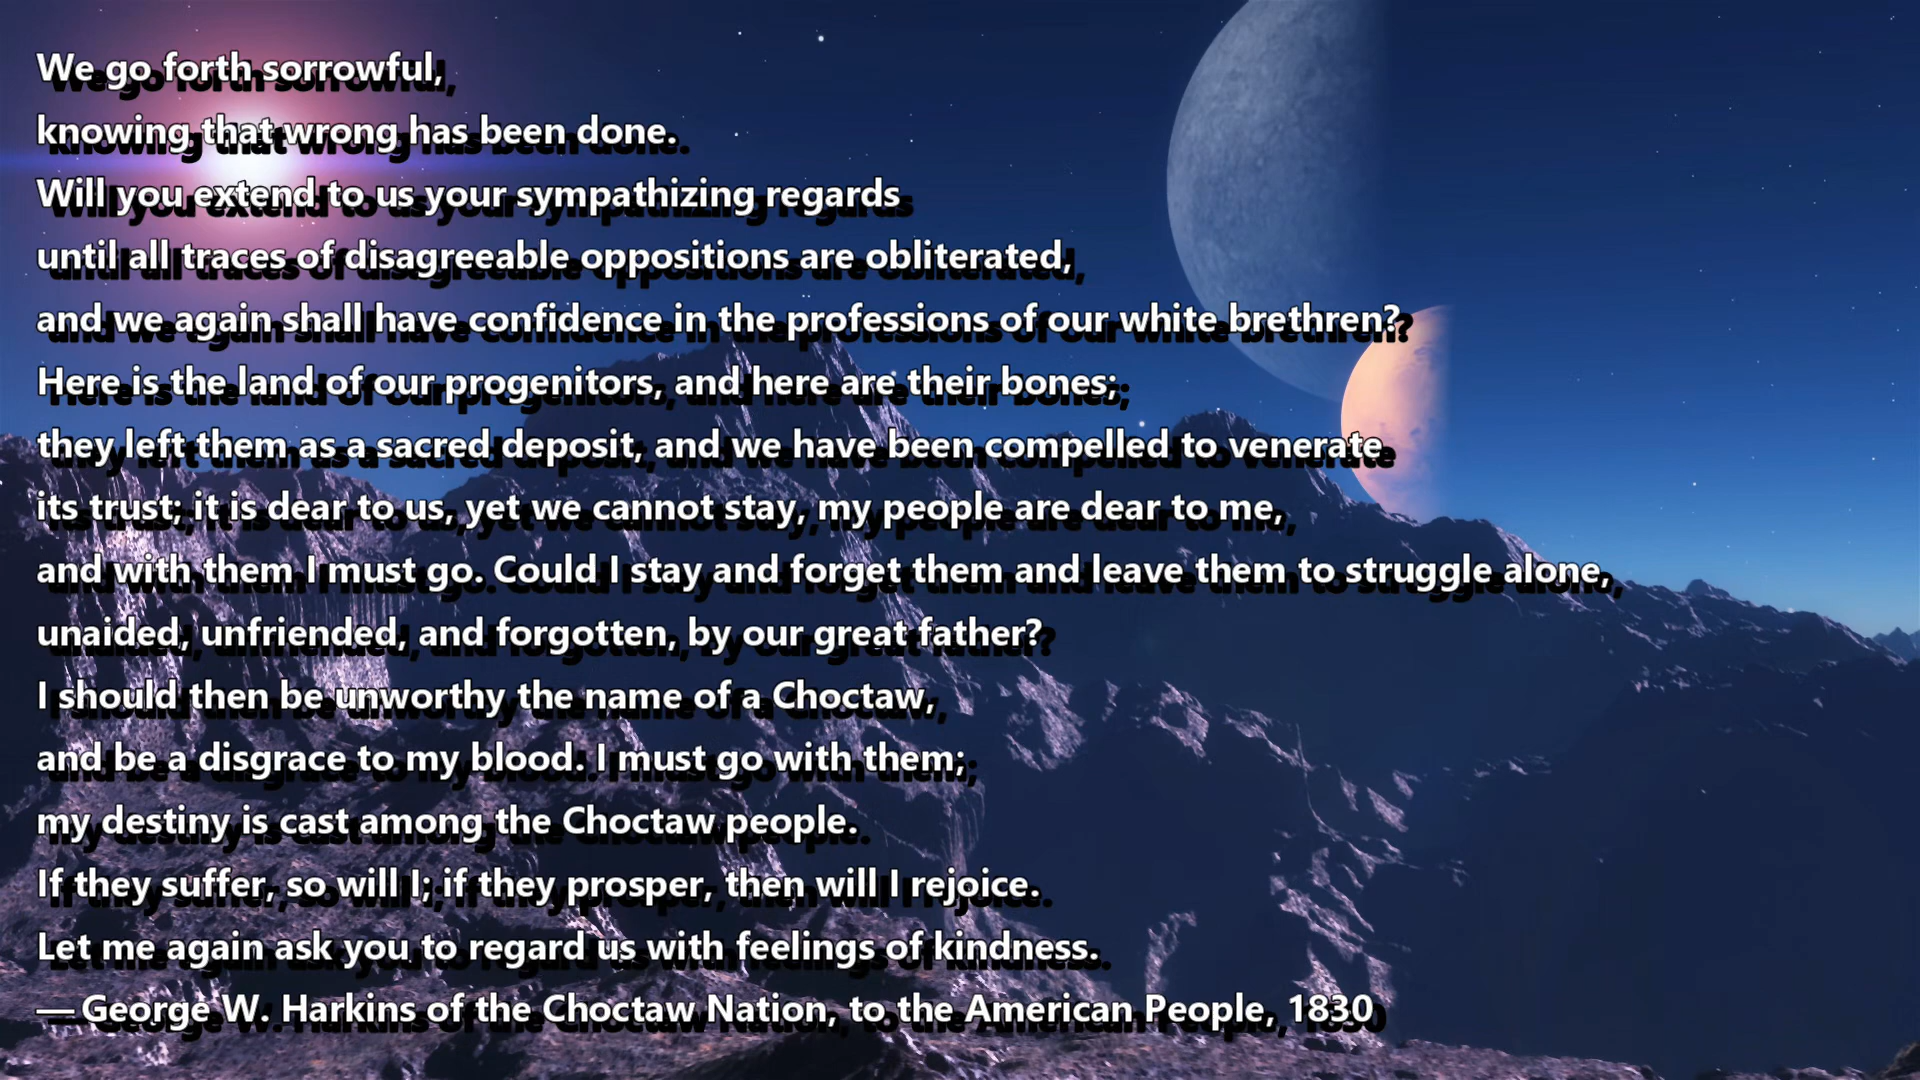 We go forth sorrowful,
knowing that wrong has been done.
Will you extend to us your sympathizing regards
until all traces of disagreeable oppositions are obliterated,
and we again shall have confidence in the professions of our white brethren?
Here is the land of our progenitors, and here are their bones;
they left them as a sacred deposit, and we have been compelled to venerate
its trust; it is dear to us, yet we cannot stay, my people are dear to me,
and with them I must go. Could I stay and forget them and leave them to struggle alone,
unaided, unfriended, and forgotten, by our great father?
I should then be unworthy the name of a Choctaw,
and be a disgrace to my blood. I must go with them;
my destiny is cast among the Choctaw people.
If they suffer, so will I; if they prosper, then will I rejoice.
Let me again ask you to regard us with feelings of kindness.
— George W. Harkins of the Choctaw Nation, to the American People, 1830